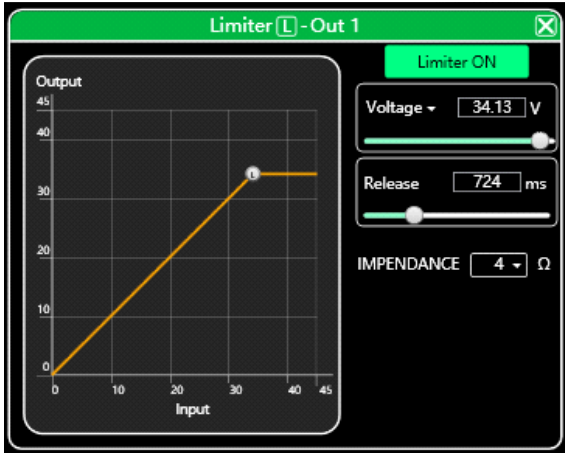 Limiter L - Out 1
Limiter ON
Output
45
40
30
20
10
0
0 10 20 30 40 45
Input
L
Voltage 34.13 V
Release 724 ms
IMPENDANCE 4 Ω